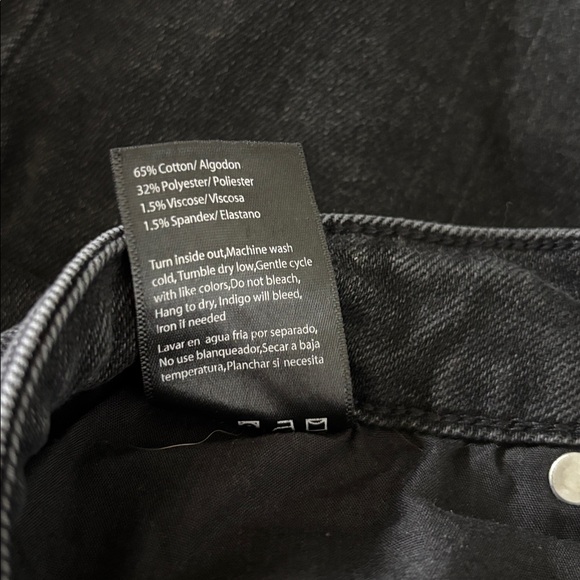 65% Cotton/ Algodon
32% Polyester/ Poliester
1.5% Viscose/ Viscosa
1.5% Spandex/ Elastano
Turn inside out,Machine wash
cold,Tumble dry low,Gentle cycle
with like colors,Do not bleach,
Hang to dry, Indigo will bleed,
Iron if needed
Lavar en agua fria por separado,
No use blanqueador,Secar a baja
temperatura,Planchar si necesita